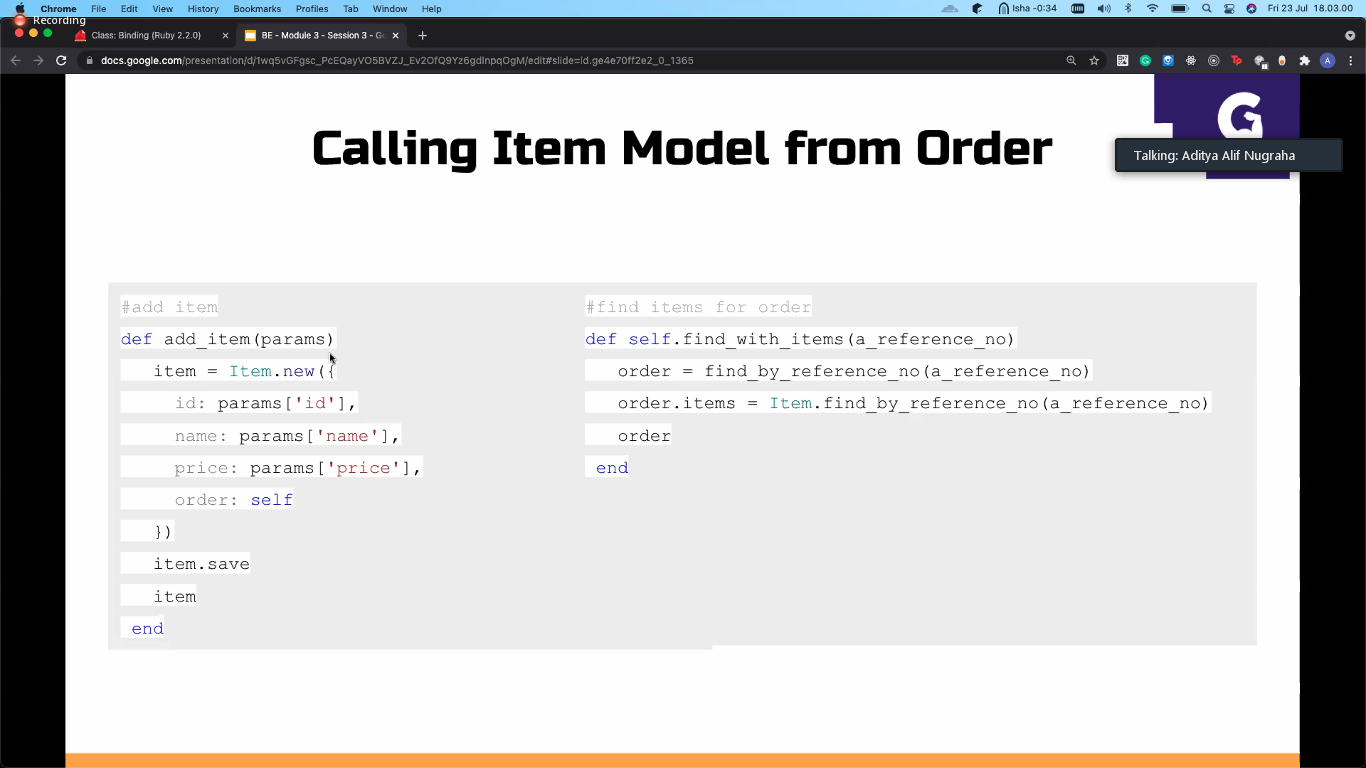 Chrome File Edit View History Bookmarks Profiles Tab Window Help Isha -0:34 Fri 23 Jul 18.03.00
Recording
Class: Binding (Ruby 2.2.0) BE - Module 3 - Session 3 - Go
docs.google.com/presentation/d/1wq5vGFgsc_PcEQayVO5BVZJ_Ev2OfQ9Yz6gdInpqOgM/edit#slide=id.ge4e70ff2e2_0_1365
G
Calling Item Model from Order
Talking: Aditya Alif Nugraha
#add item
def add_item(params)
item = Item.new({
id: params['id'],
name: params['name'],
price: params['price'],
order: self
})
item.save
item
end
#find items for order
def self.find_with_items(a_reference_no)
order = find_by_reference_no(a_reference_no)
order.items = Item.find_by_reference_no(a_reference_no)
order
end